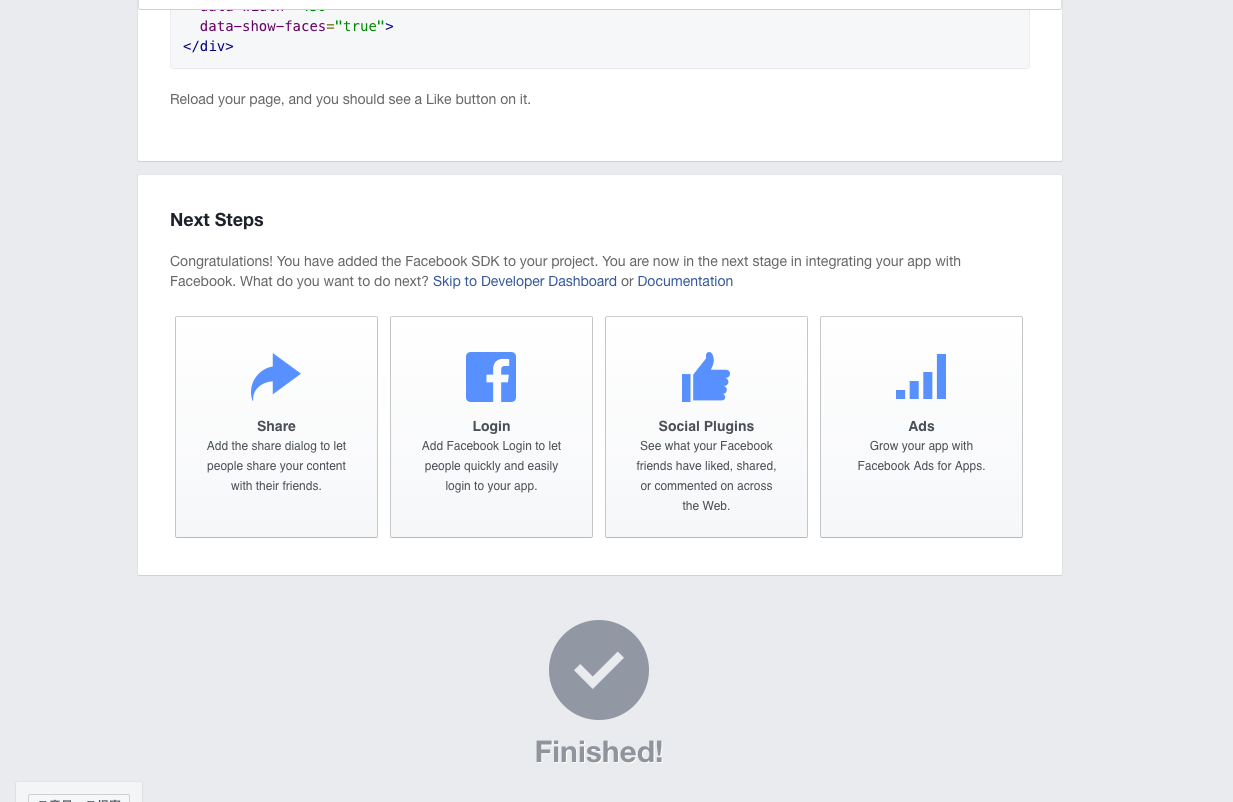 data-show-faces="true">
</div>
Reload your page, and you should see a Like button on it.
Next Steps
Congratulations! You have added the Facebook SDK to your project. You are now in the next stage in integrating your app with
Facebook. What do you want to do next? Skip to Developer Dashboard or Documentation
Share
Add the share dialog to let
people share your content
with their friends.
Login
Add Facebook Login to let
people quickly and easily
login to your app.
Social Plugins
See what your Facebook
friends have liked, shared,
or commented on across
the Web.
Ads
Grow your app with
Facebook Ads for Apps.
Finished!